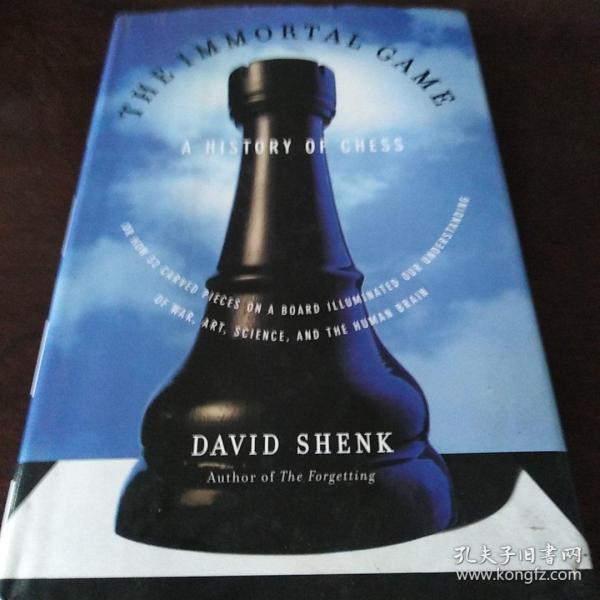 THE IMMORTAL GAME
A HISTORY OF CHESS
OR HOW 32 CARVED PIECES ON A BOARD ILLUMINATED OUR UNDERSTANDING
OF WAR, ART, SCIENCE, AND THE HUMAN BRAIN
DAVID SHENK
Author of The Forgetting
孔夫子旧书网
www.kongfz.com